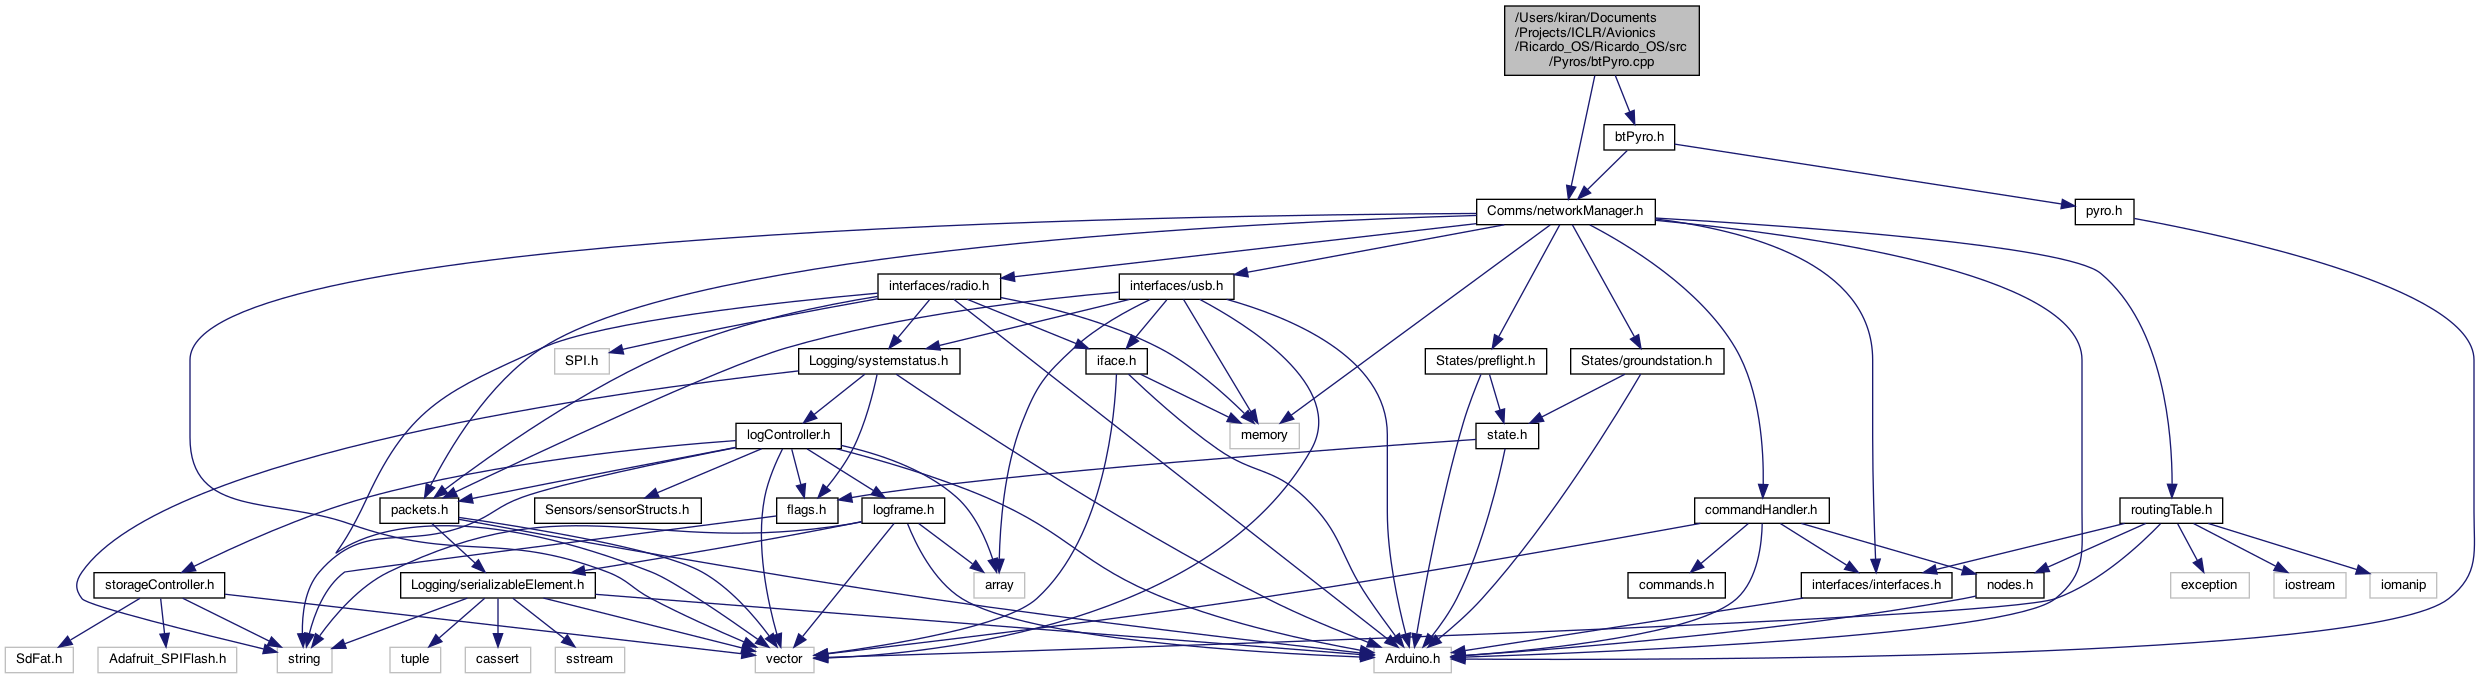 /Users/kiran/Documents
/Projects/ICLR/Avionics
/Ricardo_OS/Ricardo_OS/src
/Pyros/btPyro.cpp
btPyro.h
Comms/networkManager.h
pyro.h
interfaces/radio.h
interfaces/usb.h
SPI.h
Logging/systemstatus.h
iface.h
States/preflight.h
States/groundstation.h
logController.h
memory
state.h
packets.h
Sensors/sensorStructs.h
flags.h
logframe.h
commandHandler.h
routingTable.h
storageController.h
Logging/serializableElement.h
array
commands.h
interfaces/interfaces.h
nodes.h
exception
iostream
iomanip
SdFat.h
Adafruit_SPIFlash.h
string
tuple
cassert
sstream
vector
Arduino.h